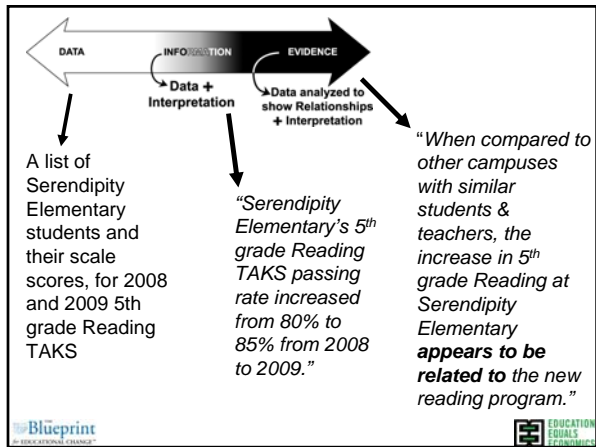 DATA
INFORMATION
EVIDENCE
Data +
Interpretation
Data analyzed to
show Relationships
+ Interpretation
A list of
Serendipity
Elementary
students and
their scale
scores, for 2008
and 2009 5th
grade Reading
TAKS
“Serendipity
Elementary’s 5th
grade Reading
TAKS passing
rate increased
from 80% to
85% from 2008
to 2009.”
“When compared to
other campuses
with similar
students &
teachers, the
increase in 5th
grade Reading at
Serendipity
Elementary
appears to be
related to the new
reading program.”
THE
Blueprint
for EDUCATIONAL CHANGE™
EDUCATION
EQUALS
ECONOMICS